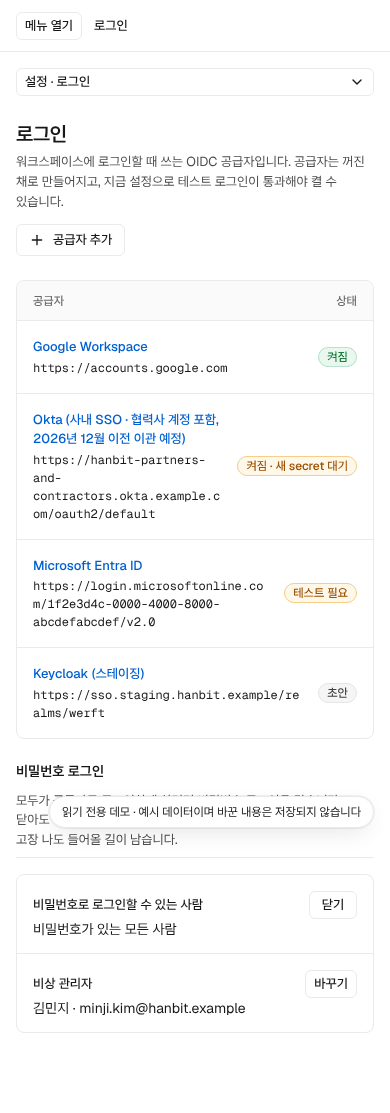 메뉴 열기
로그인
설정 · 로그인
로그인
워크스페이스에 로그인할 때 쓰는 OIDC 공급자입니다. 공급자는 꺼진
채로 만들어지고, 지금 설정으로 테스트 로그인이 통과해야 켤 수
있습니다.
공급자 추가
공급자
상태
Google Workspace
https://accounts.google.com
켜짐
Okta (사내 SSO · 협력사 계정 포함,
2026년 12월 이전 이관 예정)
https://hanbit-partners-
and-
contractors.okta.example.c
om/oauth2/default
켜짐 · 새 secret 대기
Microsoft Entra ID
https://login.microsoftonline.co
m/1f2e3d4c-0000-4000-8000-
abcdefabcdef/v2.0
테스트 필요
Keycloak (스테이징)
https://sso.staging.hanbit.example/re
alms/werft
초안
비밀번호 로그인
모두가
닫아도
읽기 전용 데모 · 예시 데이터이며 바꾼 내용은 저장되지 않습니다
고장 나도 들어올 길이 남습니다.
비밀번호로 로그인할 수 있는 사람
비밀번호가 있는 모든 사람
닫기
비상 관리자
김민지 · minji.kim@hanbit.example
바꾸기